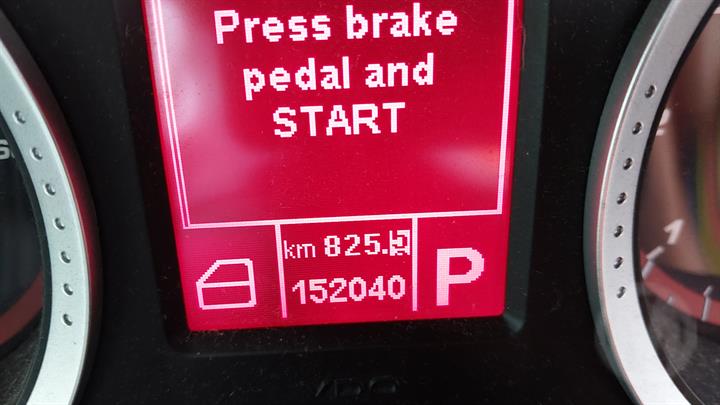 Press brake
pedal and
START
km 825.
152040
P